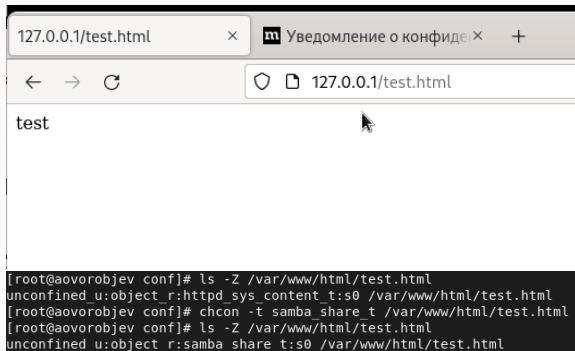 127.0.0.1/test.html
m Уведомление о конфиде
127.0.0.1/test.html
test
[root@aovorobjev conf]# ls -Z /var/www/html/test.html
unconfined_u:object_r:httpd_sys_content_t:s0 /var/www/html/test.html
[root@aovorobjev conf]# chcon -t samba_share_t /var/www/html/test.html
[root@aovorobjev conf]# ls -Z /var/www/html/test.html
unconfined_u:object_r:samba_share_t:s0 /var/www/html/test.html